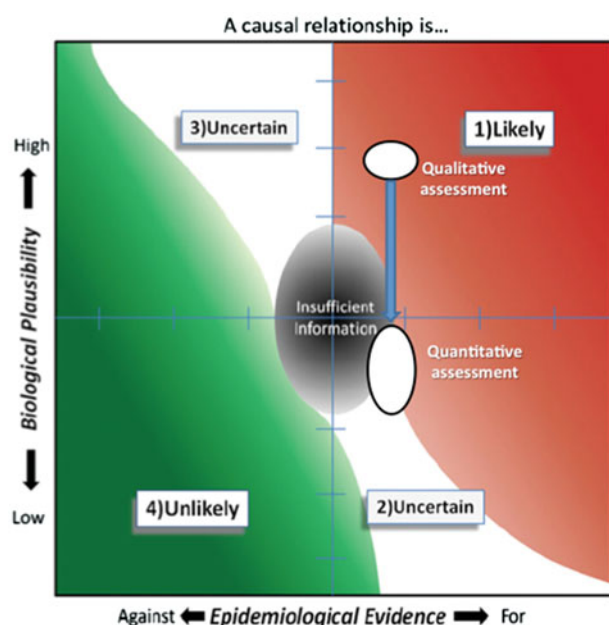 A causal relationship is...
3)Uncertain
1)Likely
High
Qualitative
assessment
Biological Plausibility
Insufficient
Information
Quantitative
assessment
4)Unlikely
2)Uncertain
Low
Against Epidemiological Evidence For